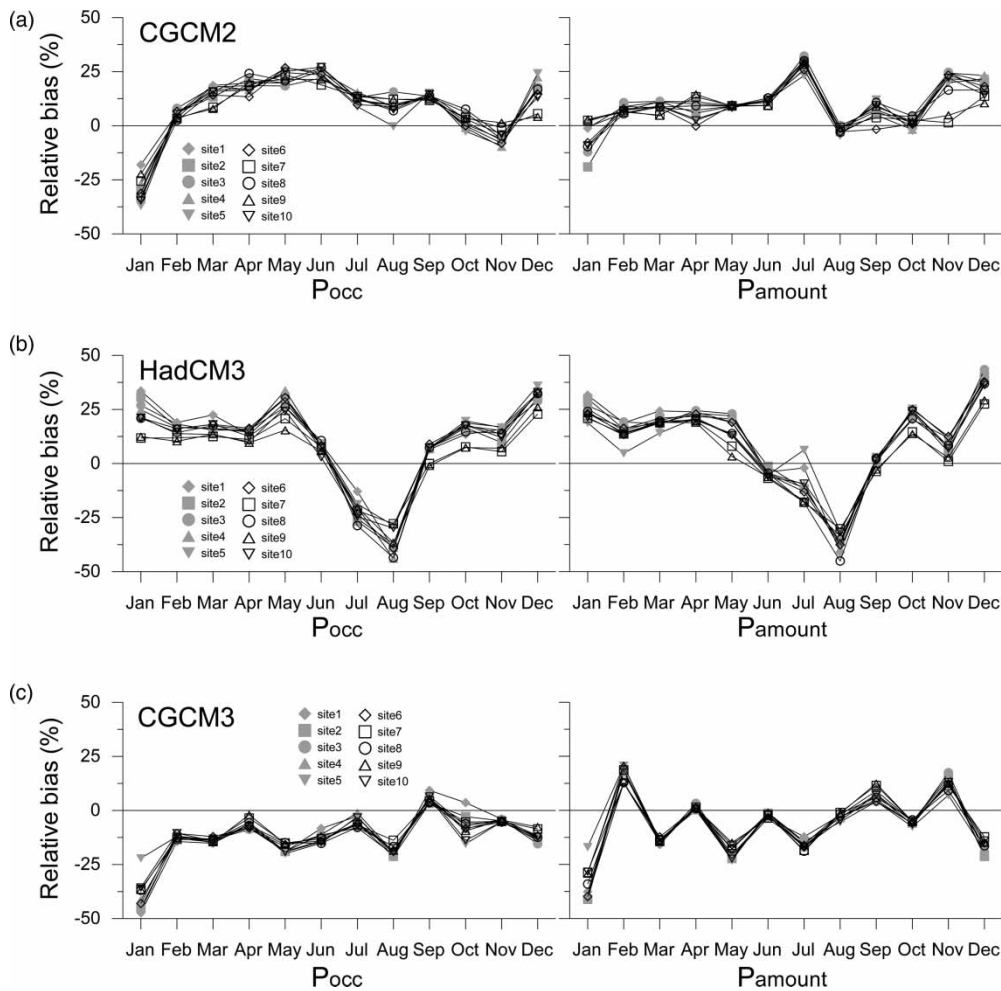 (a)
CGCM2
Relative bias (%)
50
25
0
-25
-50
site1 site6
site2 site7
site3 site8
site4 site9
site5 site10
Jan Feb Mar Apr May Jun Jul Aug Sep Oct Nov Dec
Jan Feb Mar Apr May Jun Jul Aug Sep Oct Nov Dec
Pocc
Pamount
(b)
HadCM3
Relative bias (%)
50
25
0
-25
-50
site1 site6
site2 site7
site3 site8
site4 site9
site5 site10
Jan Feb Mar Apr May Jun Jul Aug Sep Oct Nov Dec
Jan Feb Mar Apr May Jun Jul Aug Sep Oct Nov Dec
Pocc
Pamount
(c)
CGCM3
Relative bias (%)
50
25
0
-25
-50
site1 site6
site2 site7
site3 site8
site4 site9
site5 site10
Jan Feb Mar Apr May Jun Jul Aug Sep Oct Nov Dec
Jan Feb Mar Apr May Jun Jul Aug Sep Oct Nov Dec
Pocc
Pamount